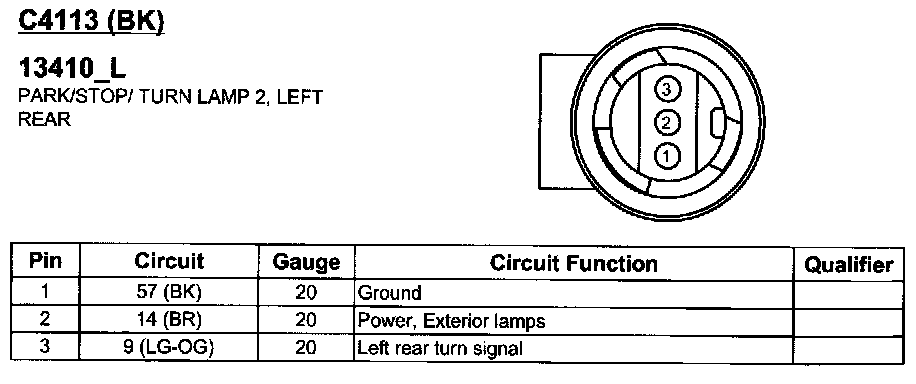 C4113 (BK)
13410_L
PARK/STOP/ TURN LAMP 2, LEFT
REAR
3
2
1
Pin Circuit Gauge Circuit Function Qualifier
1 57 (BK) 20 Ground
2 14 (BR) 20 Power, Exterior lamps
3 9 (LG-OG) 20 Left rear turn signal